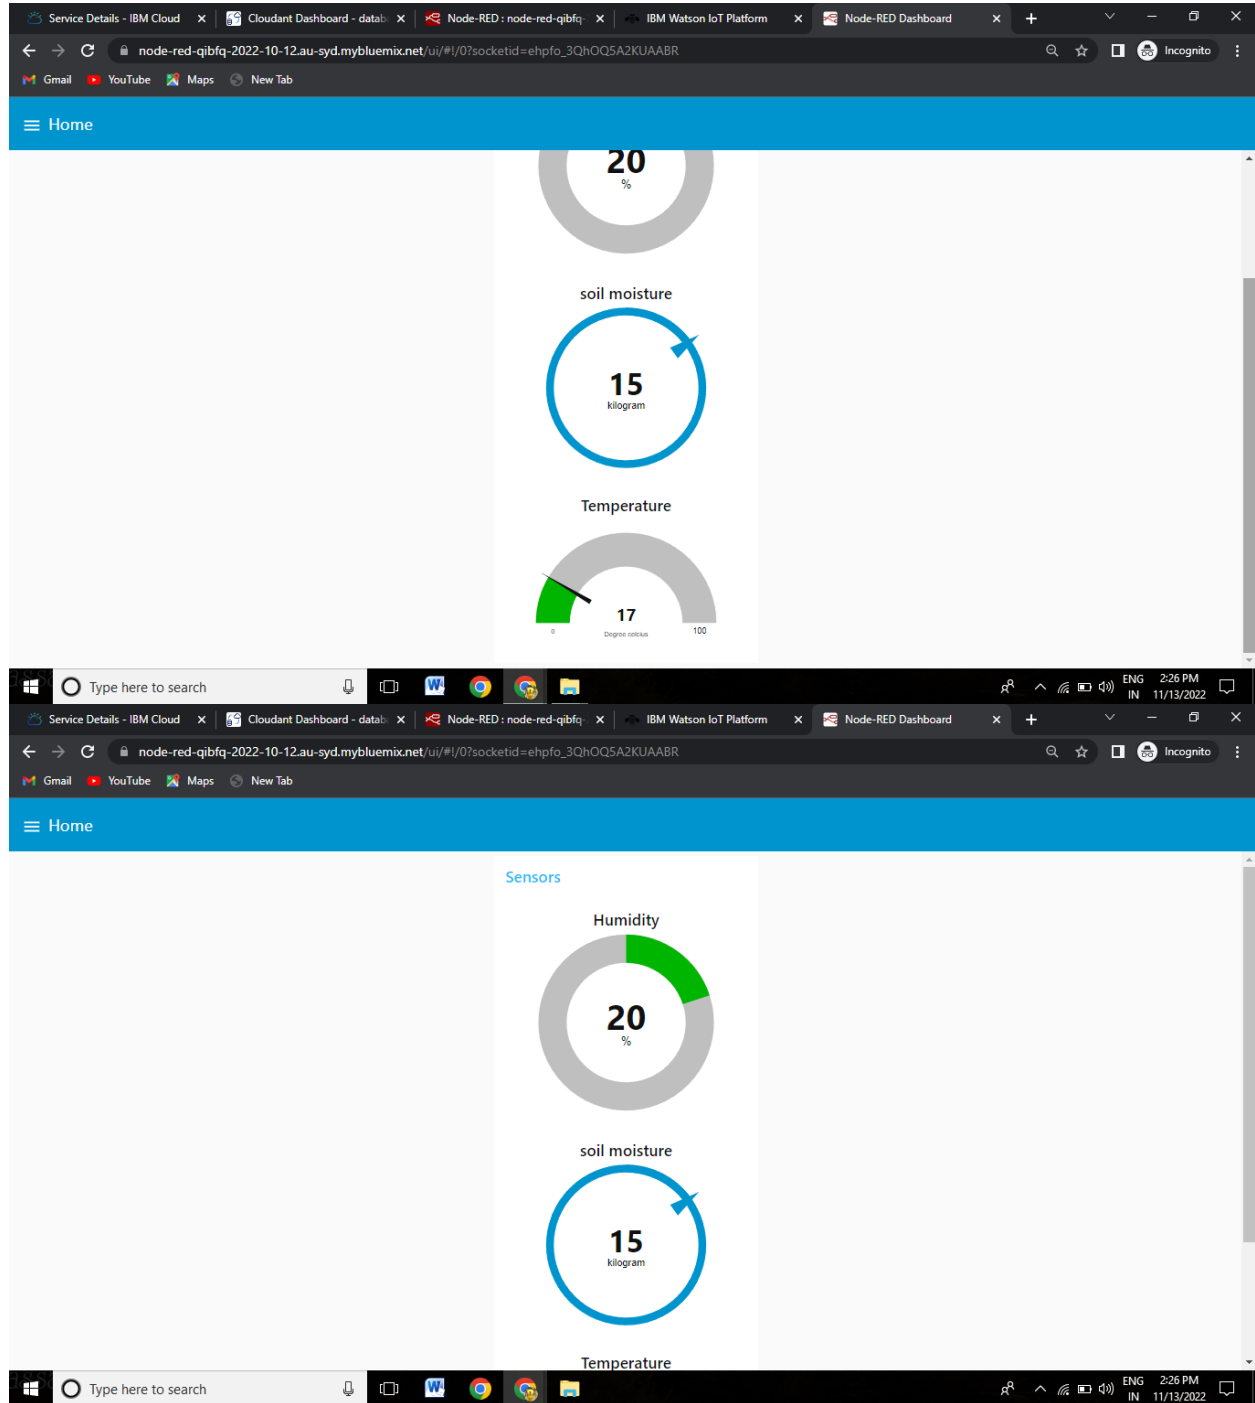 Service Details - IBM Cloud
Cloudant Dashboard - datab
Node-RED : node-red-qibfq-
IBM Watson IoT Platform
Node-RED Dashboard
node-red-qibfq-2022-10-12.au-syd.mybluemix.net/ui/#!/0?socketid=ehpfo_3QhOQ5A2KUAABR
Incognito
Gmail YouTube Maps New Tab
Home
20
%
soil moisture
15
kilogram
Temperature
17
0 Degree celcius 100
Type here to search
ENG 2:26 PM
IN 11/13/2022
Service Details - IBM Cloud
Cloudant Dashboard - datab
Node-RED : node-red-qibfq-
IBM Watson IoT Platform
Node-RED Dashboard
node-red-qibfq-2022-10-12.au-syd.mybluemix.net/ui/#!/0?socketid=ehpfo_3QhOQ5A2KUAABR
Incognito
Gmail YouTube Maps New Tab
Home
Sensors
Humidity
20
%
soil moisture
15
kilogram
Temperature
Type here to search
ENG 2:26 PM
IN 11/13/2022